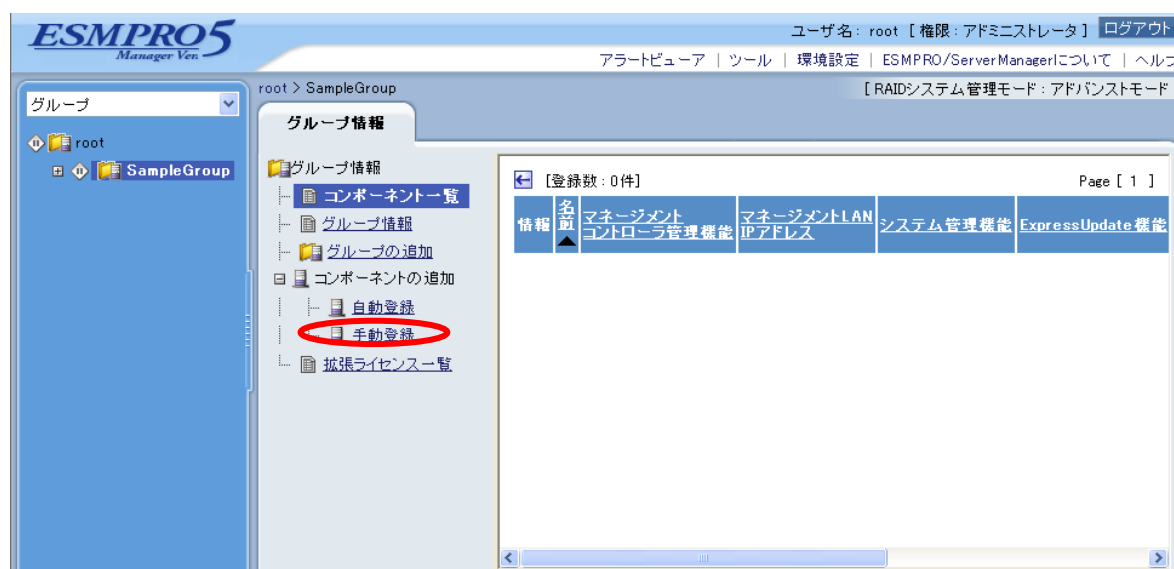 ESMPRO5
Manager Ver.
ユーザ名: root [ 権限 : アドミニストレータ ] ログアウト
アラートビューア | ツール | 環境設定 | ESMPRO/ServerManagerについて | ヘルプ
グループ
root
SampleGroup
root > SampleGroup
[ RAIDシステム管理モード : アドバンストモード
グループ情報
グループ情報
コンポーネント一覧
グループ情報
グループの追加
コンポーネントの追加
自動登録
手動登録
拡張ライセンス一覧
[登録数 : 0件]
Page [ 1 ]
情報 名前 マネージメントコントローラ管理機能 マネージメントLAN IPアドレス システム管理機能 ExpressUpdate機能